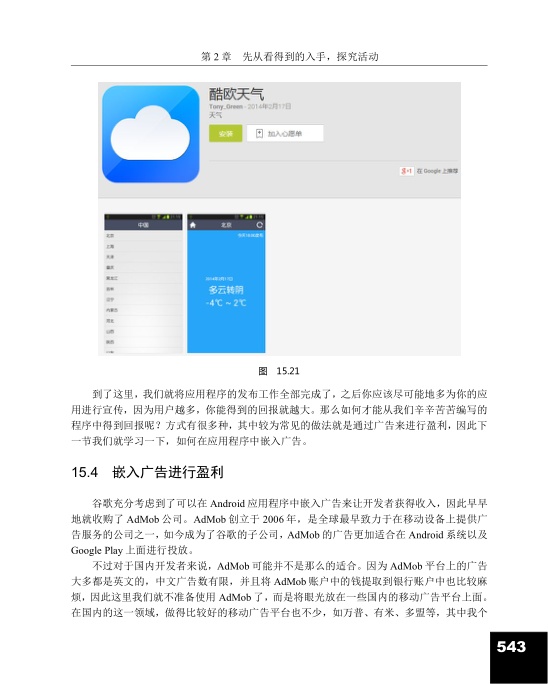 第 2 章 先从看得到的入手，探究活动
酷欧天气
Tony_Green - 2014年2月17日
天气
安装
加入心愿单
g+1 在 Google 上推荐
中国
北京
上海
天津
重庆
黑龙江
吉林
辽宁
内蒙古
河北
山西
陕西
北京
2014年2月17日
多云转阴
-4℃ ~ 2℃
图 15.21
到了这里，我们就将应用程序的发布工作全部完成了，之后你应该尽可能地多为你的应
用进行宣传，因为用户越多，你能得到的回报就越大。那么如何才能从我们辛辛苦苦编写的
程序中得到回报呢？方式有很多种，其中较为常见的做法就是通过广告来进行盈利，因此下
一节我们就学习一下，如何在应用程序中嵌入广告。
15.4 嵌入广告进行盈利
谷歌充分考虑到了可以在 Android 应用程序中嵌入广告来让开发者获得收入，因此早早
地就收购了 AdMob 公司。AdMob 创立于 2006 年，是全球最早致力于在移动设备上提供广
告服务的公司之一，如今成为了谷歌的子公司，AdMob 的广告更加适合在 Android 系统以及
Google Play 上面进行投放。
不过对于国内开发者来说，AdMob 可能并不是那么的适合。因为 AdMob 平台上的广告
大多都是英文的，中文广告数有限，并且将 AdMob 账户中的钱提取到银行账户中也比较麻
烦，因此这里我们就不准备使用 AdMob 了，而是将眼光放在一些国内的移动广告平台上面。
在国内的这一领域，做得比较好的移动广告平台也不少，如万普、有米、多盟等，其中我个
543